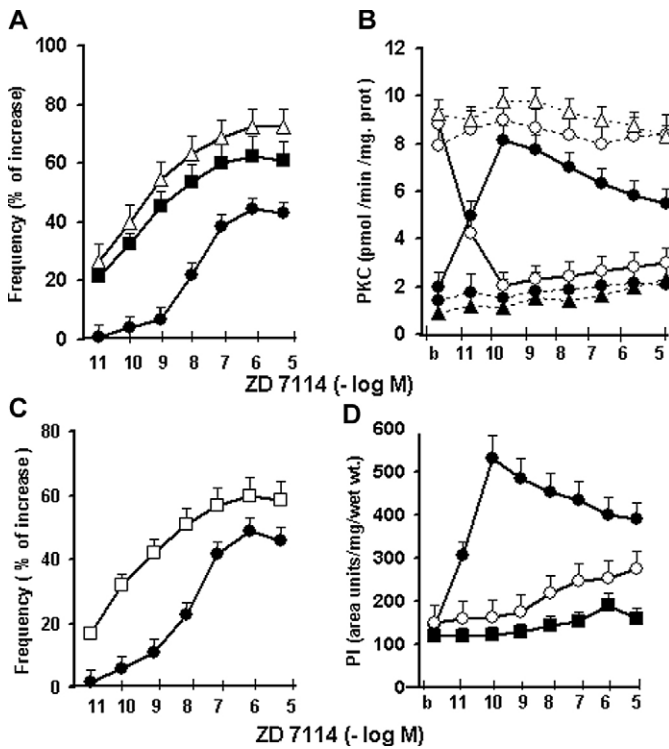 A
B
Frequency (% of increase)
100
80
60
40
20
0
11 10 9 8 7 6 5
PKC (pmol /min /mg. prot)
12
10
8
6
4
2
0
b 11 10 9 8 7 6 5
ZD 7114 (- log M)
C
D
Frequency ( % of increase)
80
60
40
20
0
11 10 9 8 7 6 5
PI (area units/mg/wet wt.)
600
500
400
300
200
100
0
b 11 10 9 8 7 6 5
ZD 7114 (-log M)